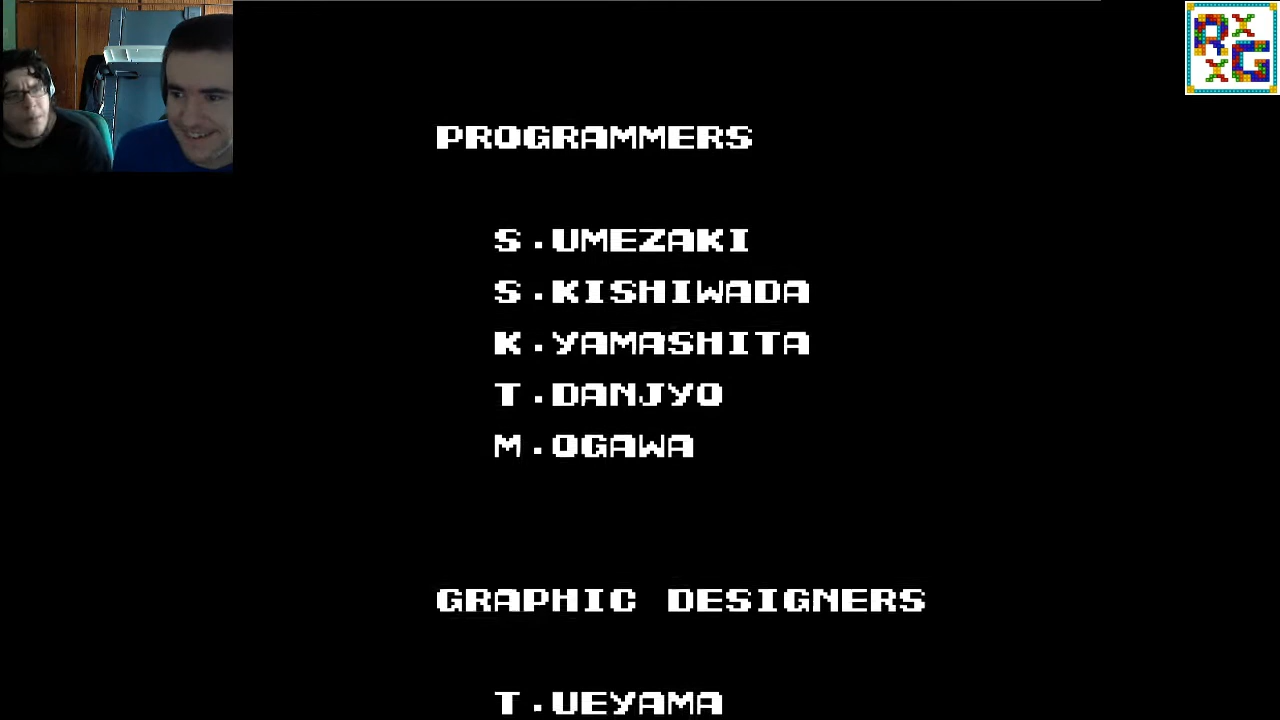 R X
X G
PROGRAMMERS
S.UMEZAKI
S.KISHIWADA
K.YAMASHITA
T.DANJYO
M.OGAWA
GRAPHIC DESIGNERS
T.UEYAMA